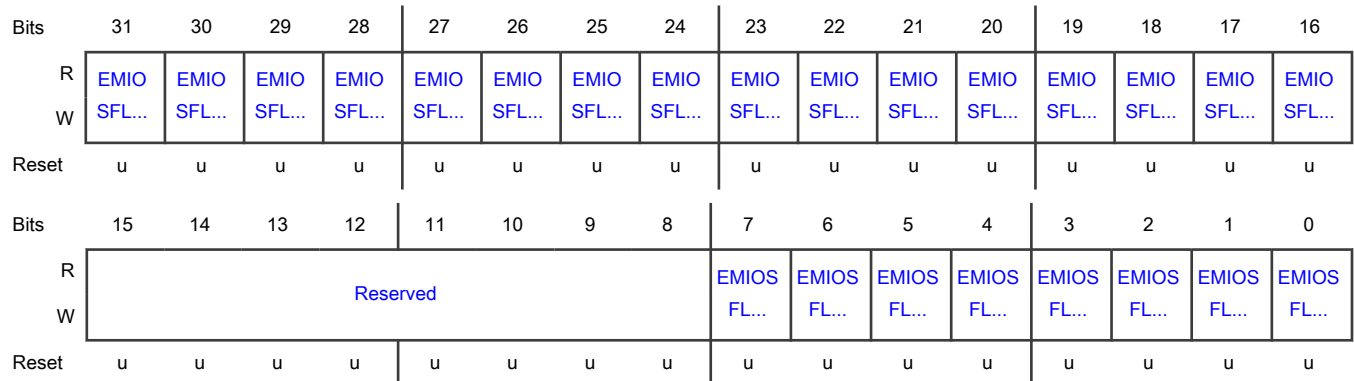 Bits 31 30 29 28 27 26 25 24 23 22 21 20 19 18 17 16
R EMIO EMIO EMIO EMIO EMIO EMIO EMIO EMIO EMIO EMIO EMIO EMIO EMIO EMIO EMIO EMIO
W SFL... SFL... SFL... SFL... SFL... SFL... SFL... SFL... SFL... SFL... SFL... SFL... SFL... SFL... SFL... SFL...
Reset u u u u u u u u u u u u u u u u
Bits 15 14 13 12 11 10 9 8 7 6 5 4 3 2 1 0
R Reserved EMIOS EMIOS EMIOS EMIOS EMIOS EMIOS EMIOS EMIOS
W FL... FL... FL... FL... FL... FL... FL... FL...
Reset u u u u u u u u u u u u u u u u